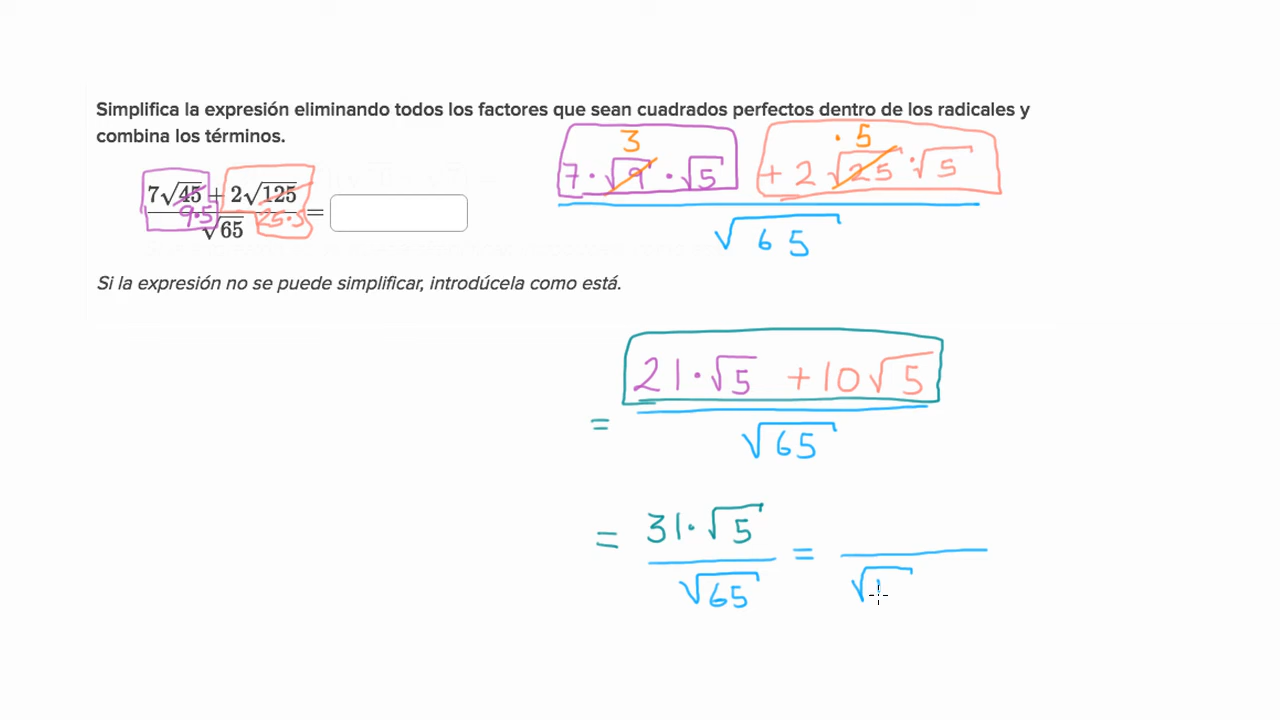 Simplifica la expresión eliminando todos los factores que sean cuadrados perfectos dentro de los radicales y
combina los términos.
3 · 5
7 · √9 · √5 + 2 √25 · √5
√65
7√45 + 2√125
9·5 25·5
√65
=
Si la expresión no se puede simplificar, introdúcela como está.
21·√5 + 10√5
=
√65
31·√5
= =
√65 √